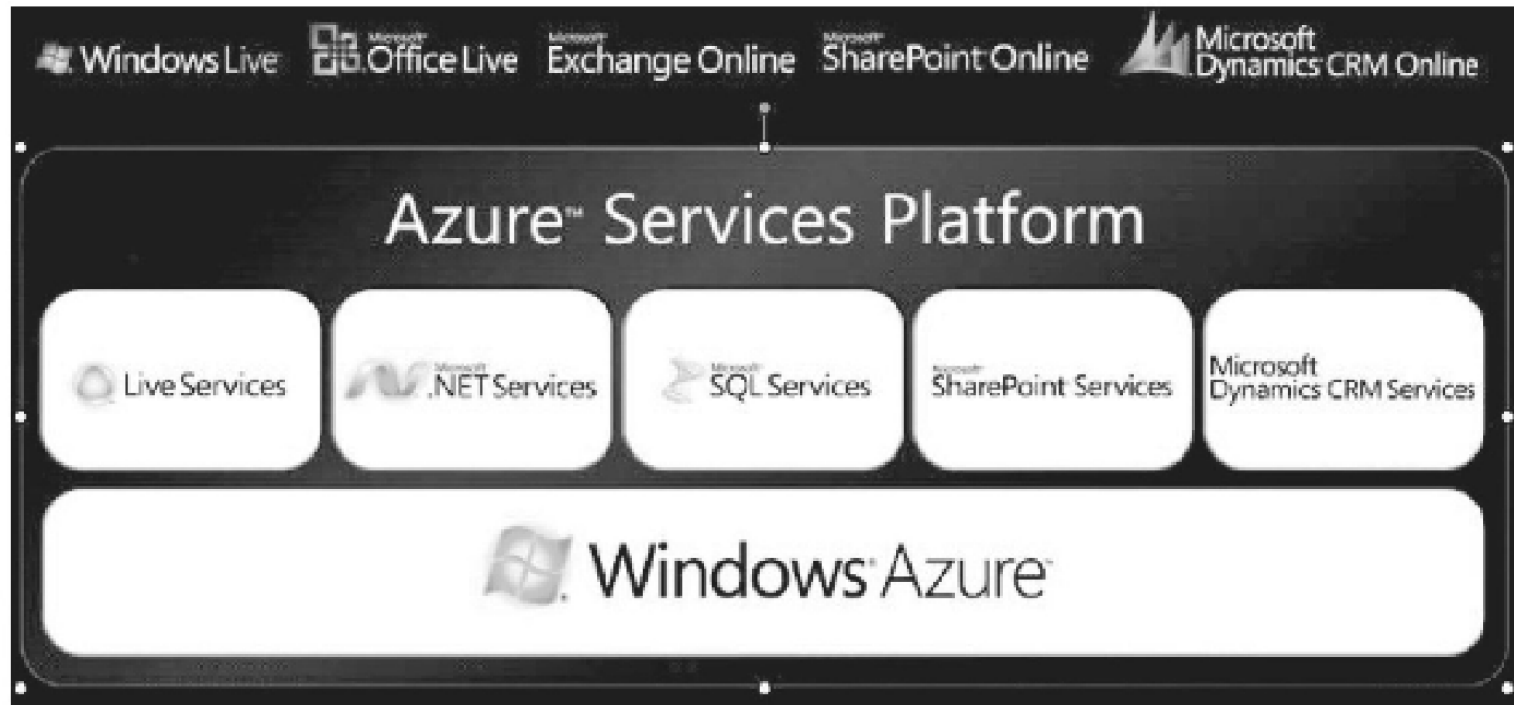 Windows Live
Microsoft
Office Live
Microsoft
Exchange Online
Microsoft
SharePoint Online
Microsoft
Dynamics CRM Online
Azure™ Services Platform
Live Services
Microsoft
.NET Services
Microsoft
SQL Services
Microsoft
SharePoint Services
Microsoft
Dynamics CRM Services
Windows Azure